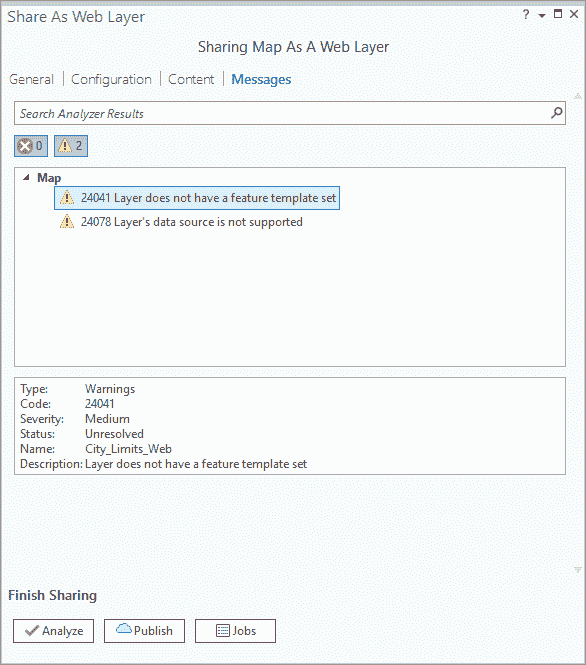 Share As Web Layer
?
Sharing Map As A Web Layer
General Configuration Content Messages
Search Analyzer Results
0 2
Map
24041 Layer does not have a feature template set
24078 Layer's data source is not supported
Type: Warnings
Code: 24041
Severity: Medium
Status: Unresolved
Name: City_Limits_Web
Description: Layer does not have a feature template set
Finish Sharing
Analyze Publish Jobs